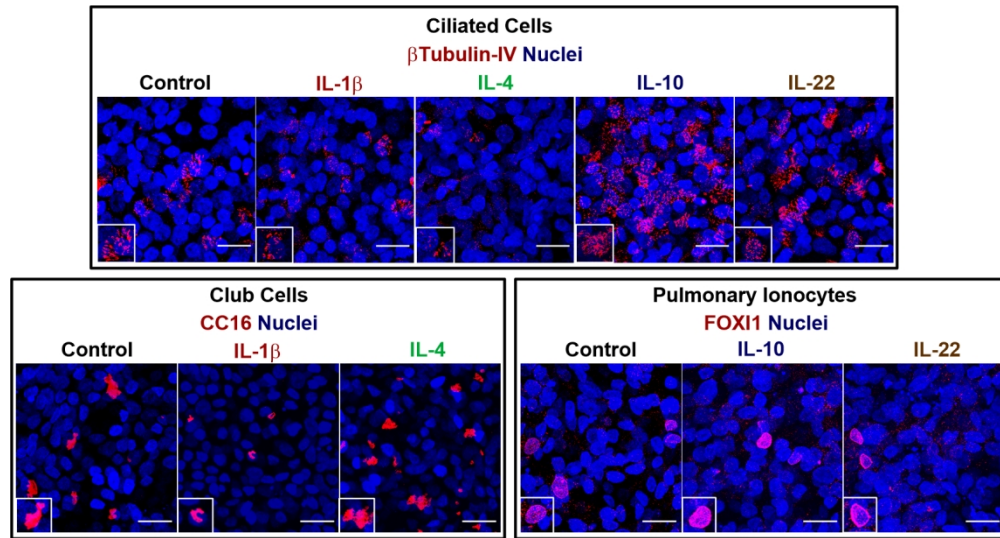 Ciliated Cells
βTubulin-IV Nuclei
Control IL-1β IL-4 IL-10 IL-22
Club Cells
CC16 Nuclei
Control IL-1β IL-4
Pulmonary Ionocytes
FOXI1 Nuclei
Control IL-10 IL-22